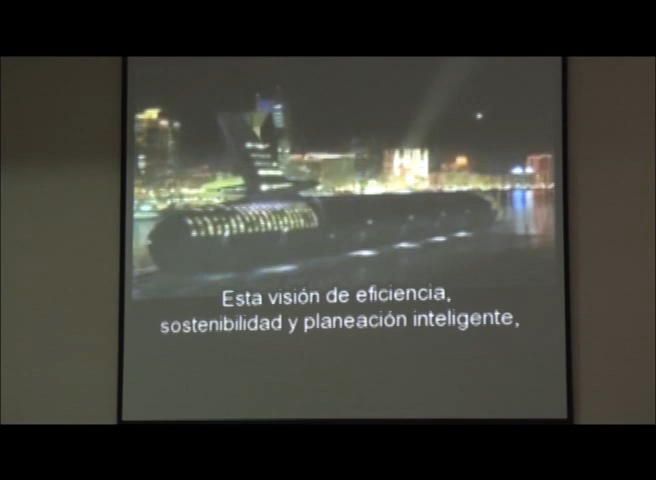 Esta visión de eficiencia,
sostenibilidad y planeación inteligente,